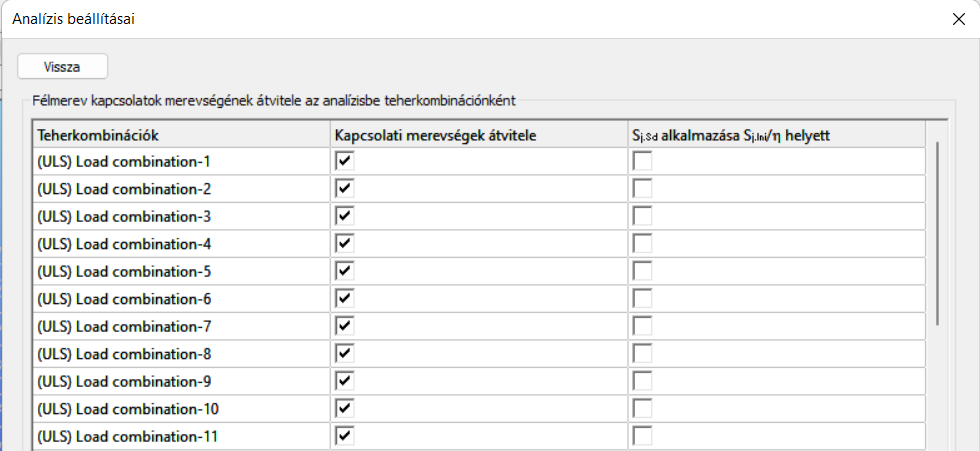 Analízis beállításai
Vissza
Félmerev kapcsolatok merevségének átvitele az analízisbe teherkombinációnként
Teherkombinációk Kapcsolati merevségek átvitele Sj,Sd alkalmazása Sj,Ini/η helyett
(ULS) Load combination-1
(ULS) Load combination-2
(ULS) Load combination-3
(ULS) Load combination-4
(ULS) Load combination-5
(ULS) Load combination-6
(ULS) Load combination-7
(ULS) Load combination-8
(ULS) Load combination-9
(ULS) Load combination-10
(ULS) Load combination-11